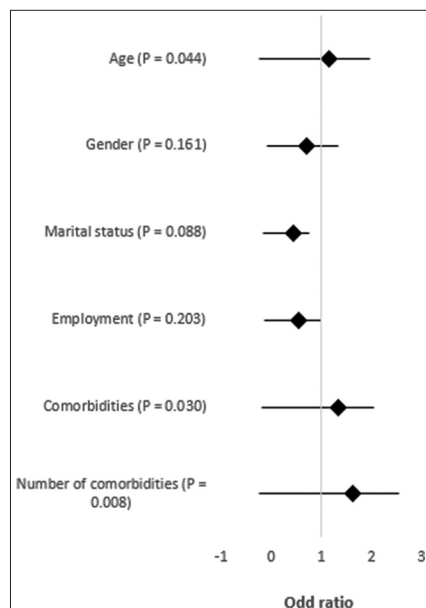 Age (P = 0.044)
Gender (P = 0.161)
Marital status (P = 0.088)
Employment (P = 0.203)
Comorbidities (P = 0.030)
Number of comorbidities (P =
0.008)
-1 0 1 2 3
Odd ratio